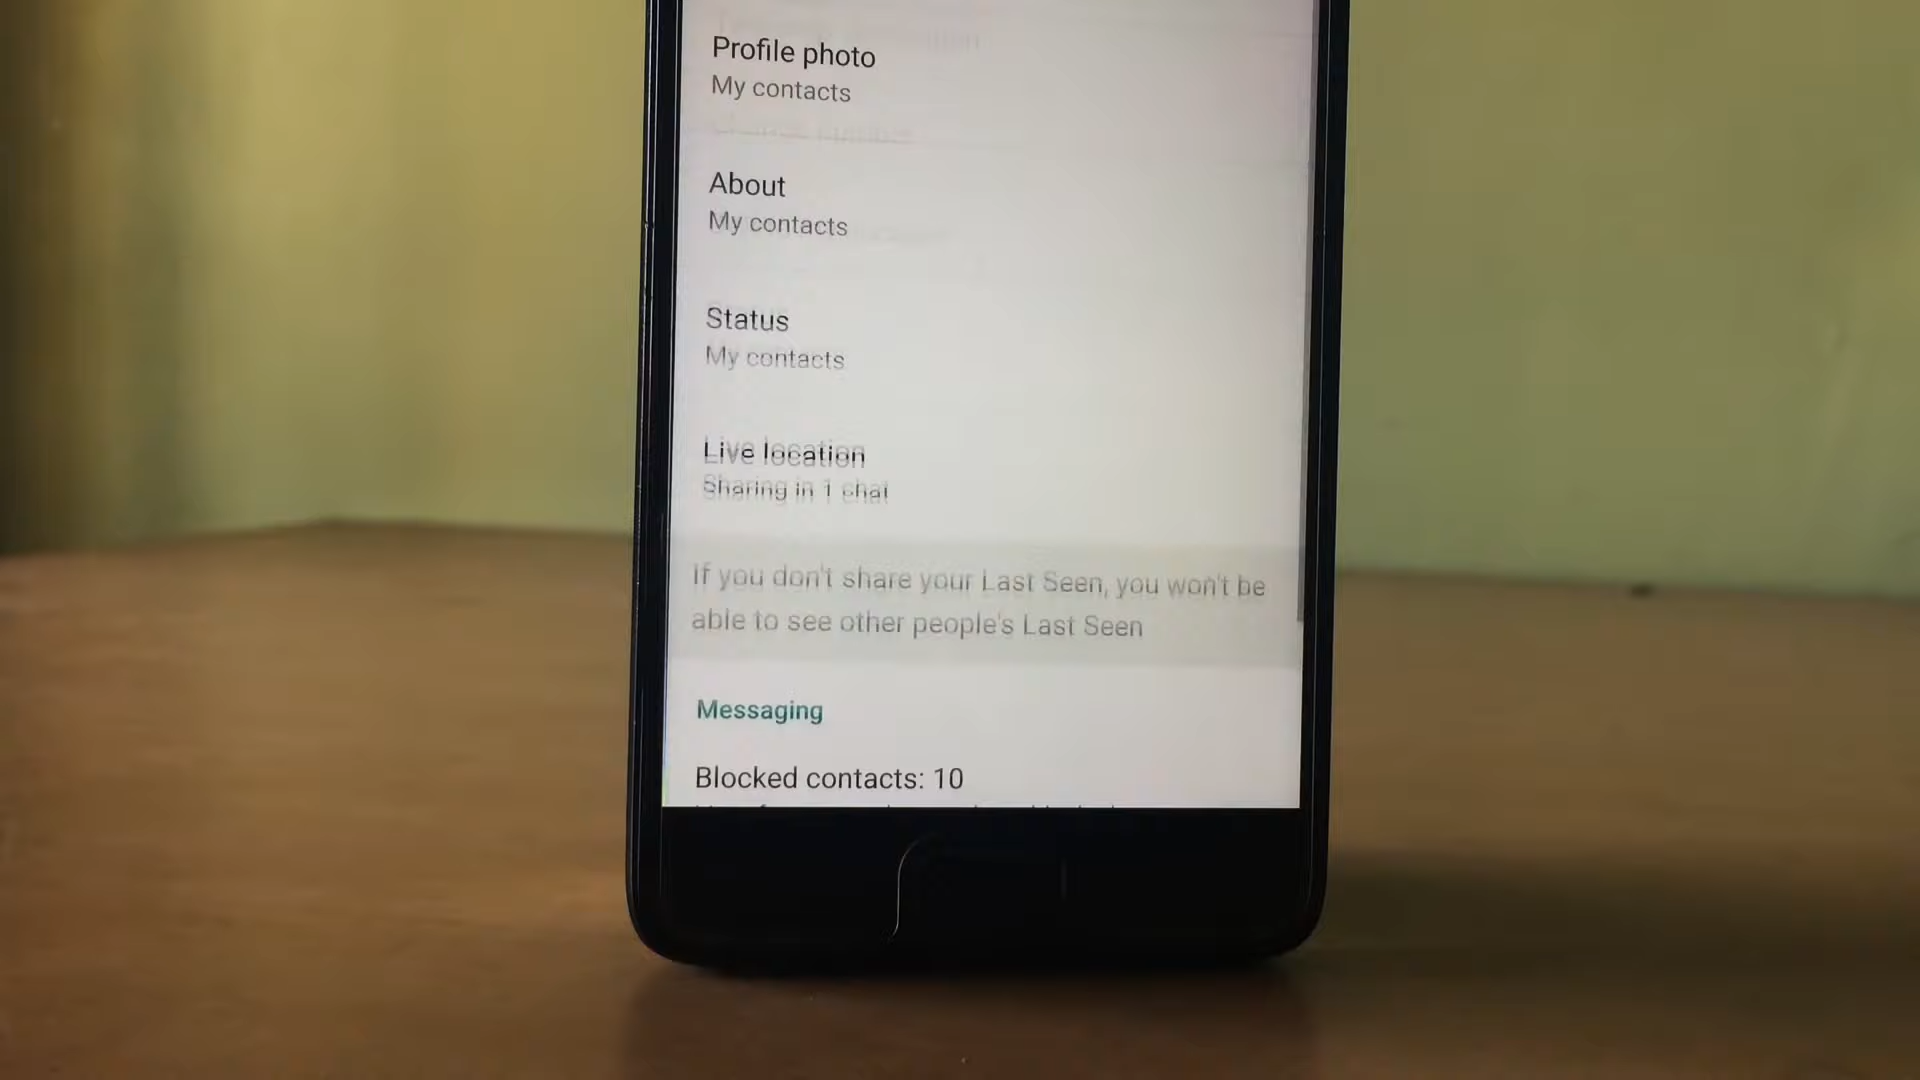 Profile photo
My contacts
About
My contacts
Status
My contacts
Live location
Sharing in 1 chat
If you don't share your Last Seen, you won't be
able to see other people's Last Seen
Messaging
Blocked contacts: 10